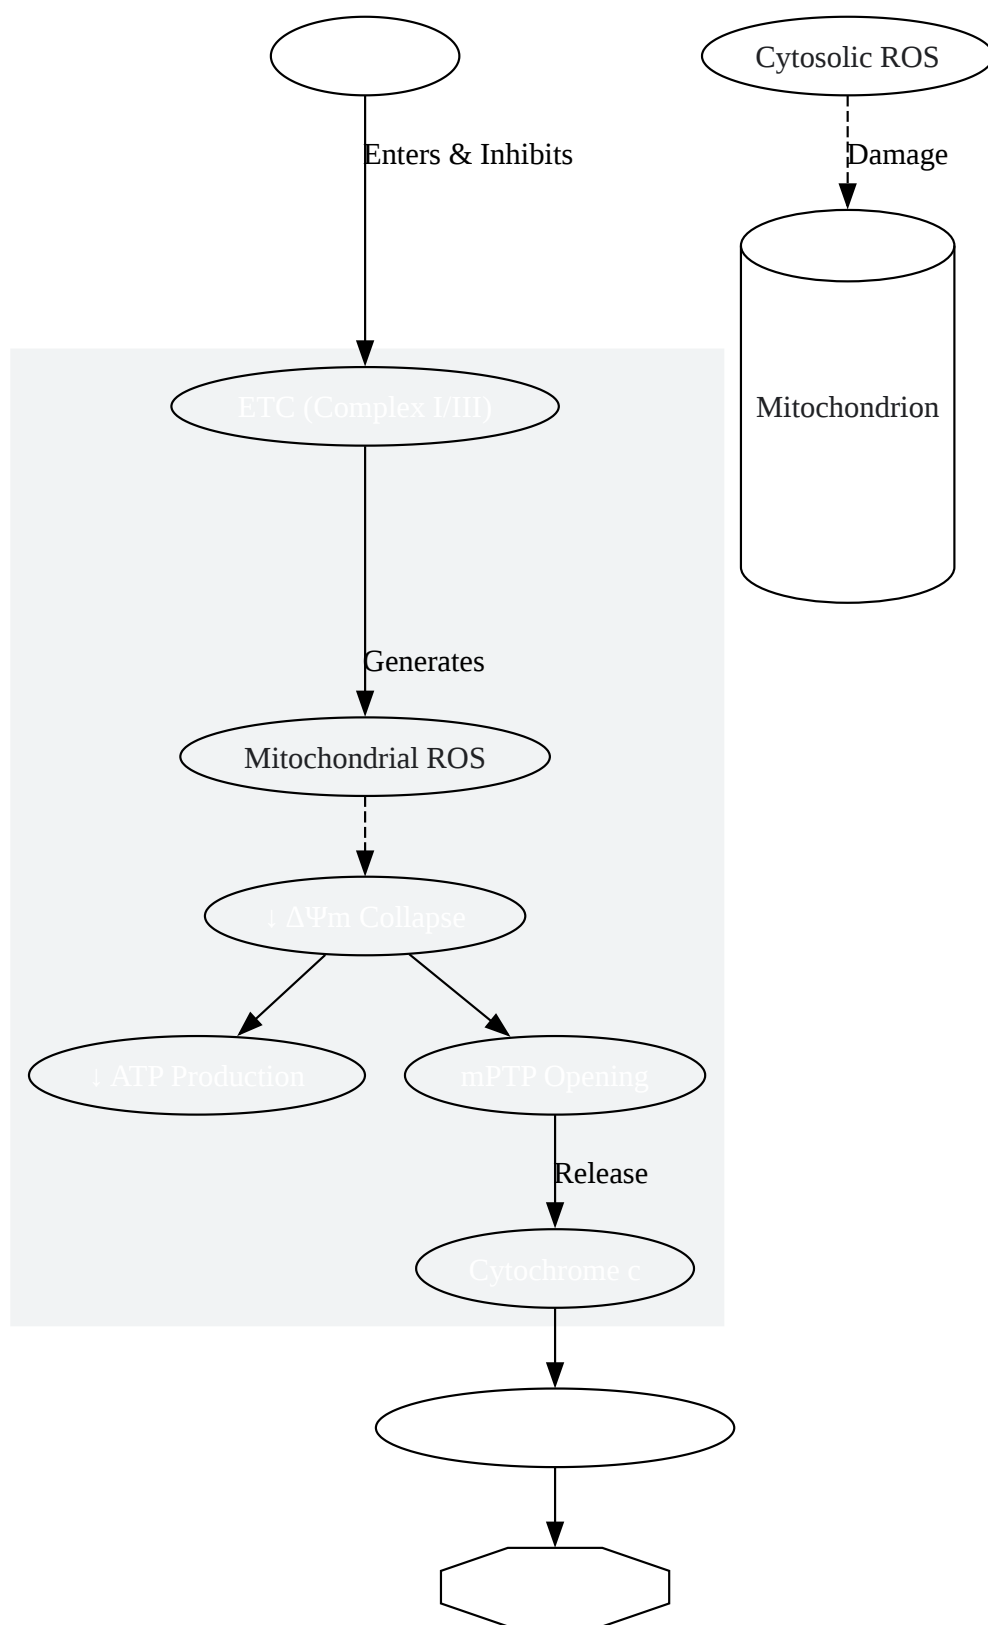 Cytosolic ROS
Enters & Inhibits
Damage
ETC (Complex I/III)
Mitochondrion
Generates
Mitochondrial ROS
↓ ΔΨm Collapse
↓ ATP Production
mPTP Opening
Release
Cytochrome c